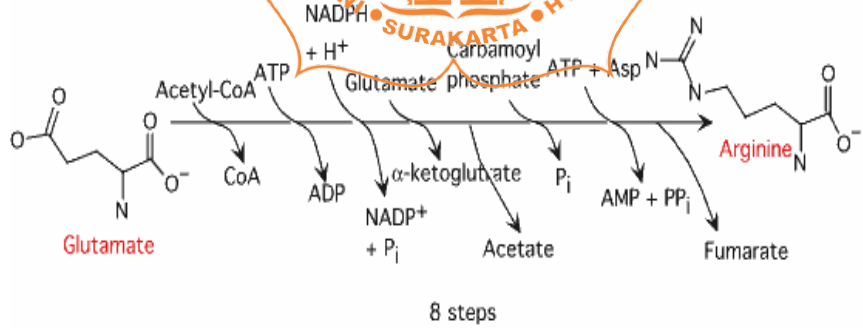 NADPH
SURAKARTA
+ H⁺
Carbamoyl
Acetyl-CoA
ATP
Glutamate
phosphate
ATP + Asp
N
N
N
O
O
O
O⁻
N
CoA
ADP
NADP⁺
+ Pᵢ
α-ketoglutrate
Acetate
Pᵢ
AMP + PPᵢ
Fumarate
O
O⁻
N
Arginine
Glutamate
8 steps